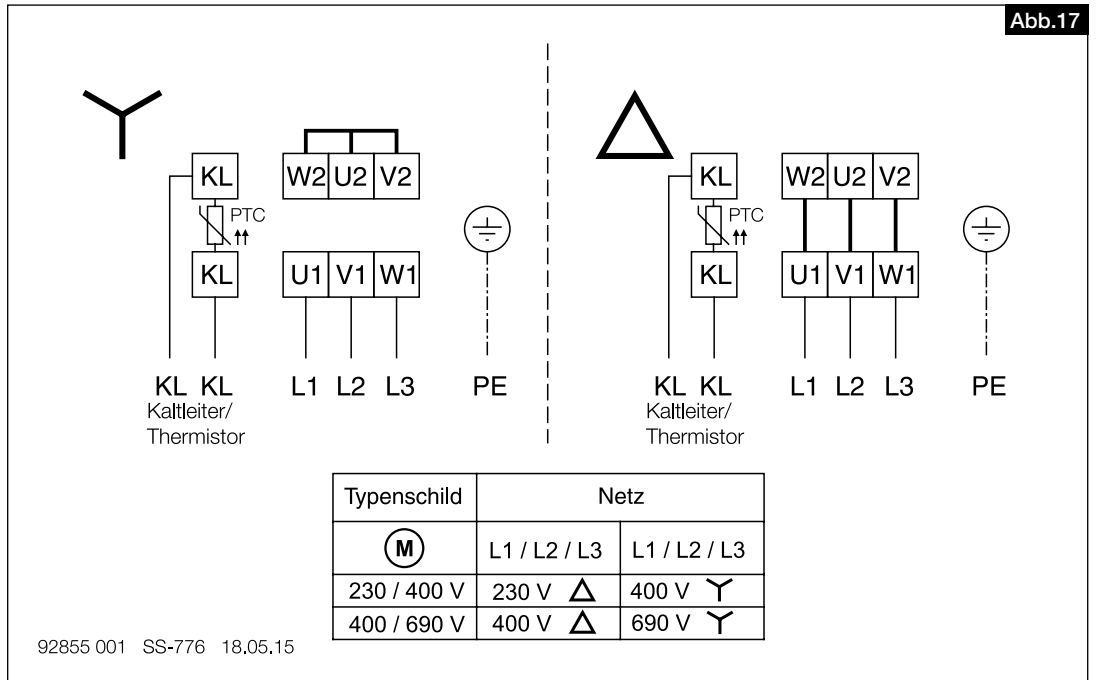 Abb.17
KL W2 U2 V2
PTC
KL U1 V1 W1
KL KL L1 L2 L3 PE
Kaltleiter/
Thermistor
KL W2 U2 V2
PTC
KL U1 V1 W1
KL KL L1 L2 L3 PE
Kaltleiter/
Thermistor
Typenschild Netz
M L1 / L2 / L3 L1 / L2 / L3
230 / 400 V 230 V 400 V
400 / 690 V 400 V 690 V
92855 001 SS-776 18.05.15